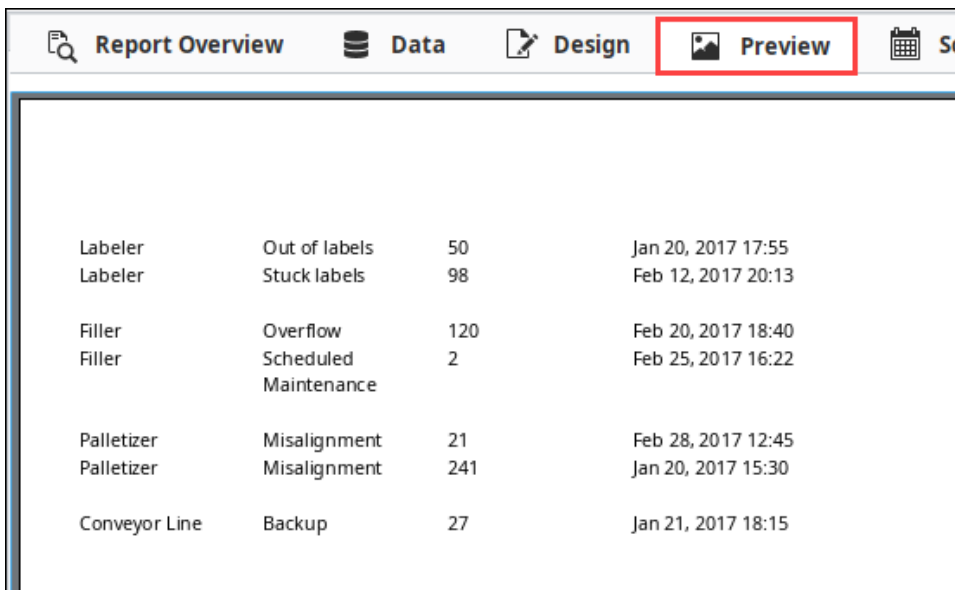 Report Overview Data Design Preview
Labeler Out of labels 50 Jan 20, 2017 17:55
Labeler Stuck labels 98 Feb 12, 2017 20:13
Filler Overflow 120 Feb 20, 2017 18:40
Filler Scheduled 2 Feb 25, 2017 16:22
Maintenance
Palletizer Misalignment 21 Feb 28, 2017 12:45
Palletizer Misalignment 241 Jan 20, 2017 15:30
Conveyor Line Backup 27 Jan 21, 2017 18:15